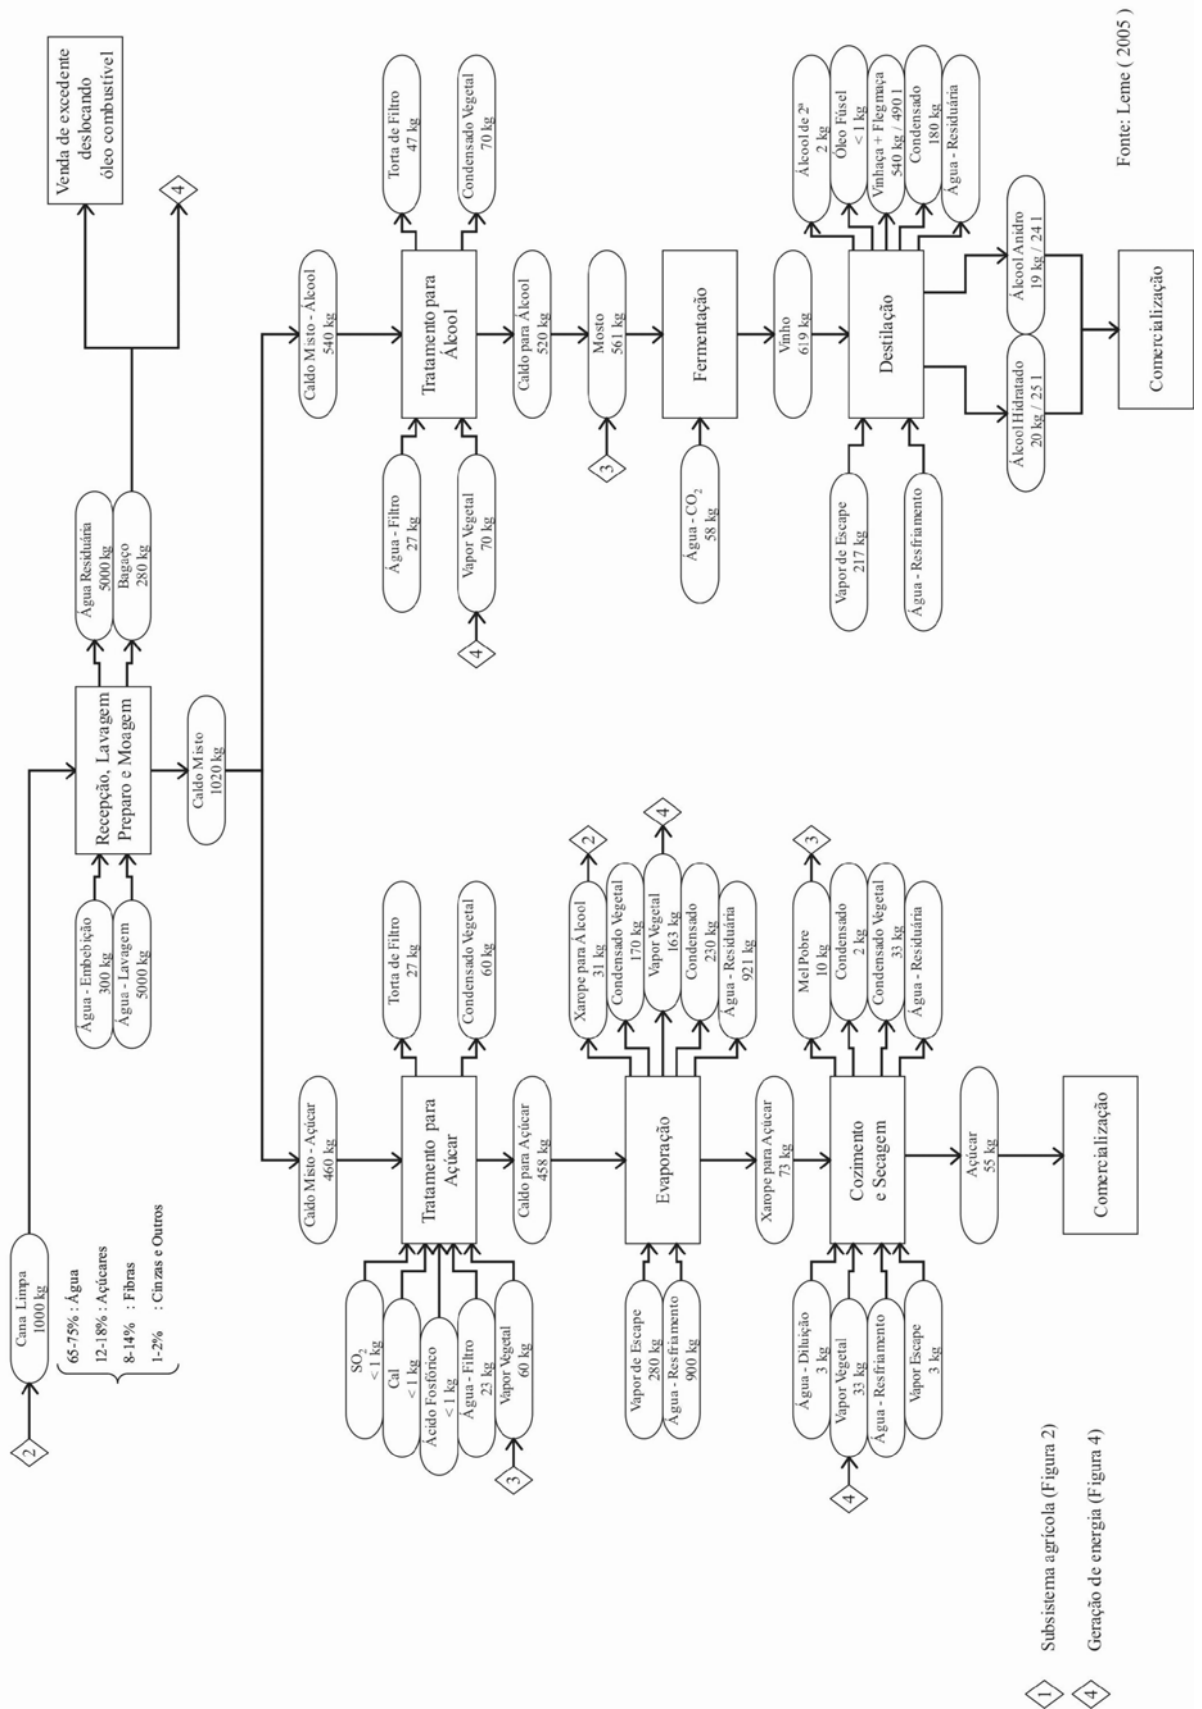 2
Cana Limpa
1000 kg
65-75% : Água
12-18% : Açúcares
8-14% : Fibras
1-2% : Cinzas e Outros
Água - Embebição
300 kg
Água - Lavagem
5000 kg
Recepção, Lavagem
Preparo e Moagem
Água Residuária
5000 kg
Bagaço
280 kg
Venda de excedente
deslocando
óleo combustível
4
Caldo Misto
1020 kg
Caldo Misto - Açúcar
460 kg
SO2
< 1 kg
Cal
< 1 kg
Ácido Fosfórico
< 1 kg
Água - Filtro
23 kg
Vapor Vegetal
60 kg
3
Tratamento para
Açúcar
Torta de Filtro
27 kg
Condensado Vegetal
60 kg
Caldo para Açúcar
458 kg
Vapor de Escape
280 kg
Água - Resfriamento
900 kg
Evaporação
Xarope para Álcool
31 kg
2
Condensado Vegetal
170 kg
Vapor Vegetal
163 kg
4
Condensado
230 kg
Água - Residuária
921 kg
Xarope para Açúcar
73 kg
Água - Diluição
3 kg
Vapor Vegetal
33 kg
4
Água - Resfriamento
Vapor Escape
3 kg
Cozimento
e Secagem
Mel Pobre
10 kg
3
Condensado
2 kg
Condensado Vegetal
33 kg
Água - Residuária
Açúcar
55 kg
Comercialização
Caldo Misto - Álcool
540 kg
Água - Filtro
27 kg
Vapor Vegetal
70 kg
4
Tratamento para
Álcool
Torta de Filtro
47 kg
Condensado Vegetal
70 kg
Caldo para Álcool
520 kg
3
Mosto
561 kg
Água - CO2
58 kg
Fermentação
Vinho
619 kg
Vapor de Escape
217 kg
Água - Resfriamento
Destilação
Álcool de 2ª
2 kg
Óleo Fúsel
< 1 kg
Vinhaça + Flegmaça
540 kg / 490 l
Condensado
180 kg
Água - Residuária
Álcool Hidratado
20 kg / 25 l
Álcool Anidro
19 kg / 24 l
Comercialização
1 Subsistema agrícola (Figura 2)
4 Geração de energia (Figura 4)
Fonte: Leme ( 2005 )